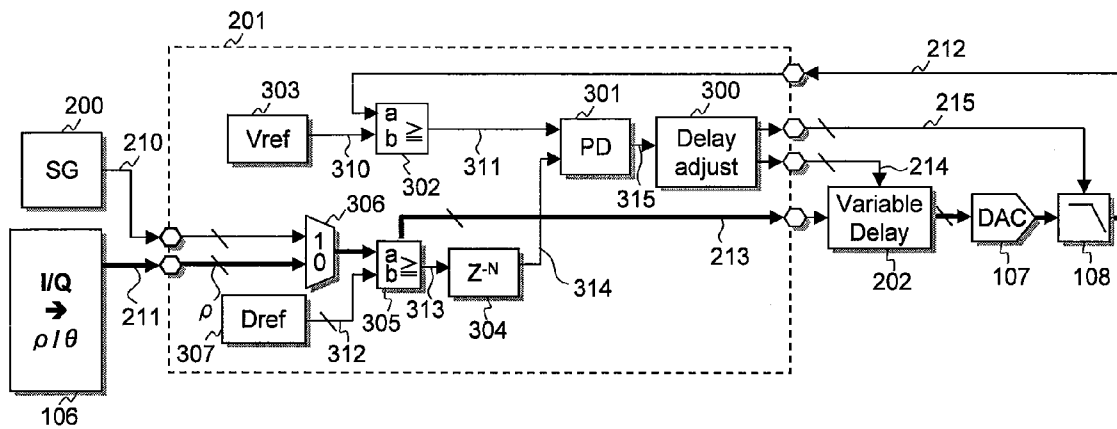 201
212
303
Vref
310
a
b ≧
302
311
301
PD
315
300
Delay
adjust
215
214
200
SG
210
306
1
0
a
b ≧
305
313
Z-N
304
314
213
Variable
Delay
202
DAC
107
108
I/Q
➔
ρ / θ
106
211
ρ
Dref
307
312